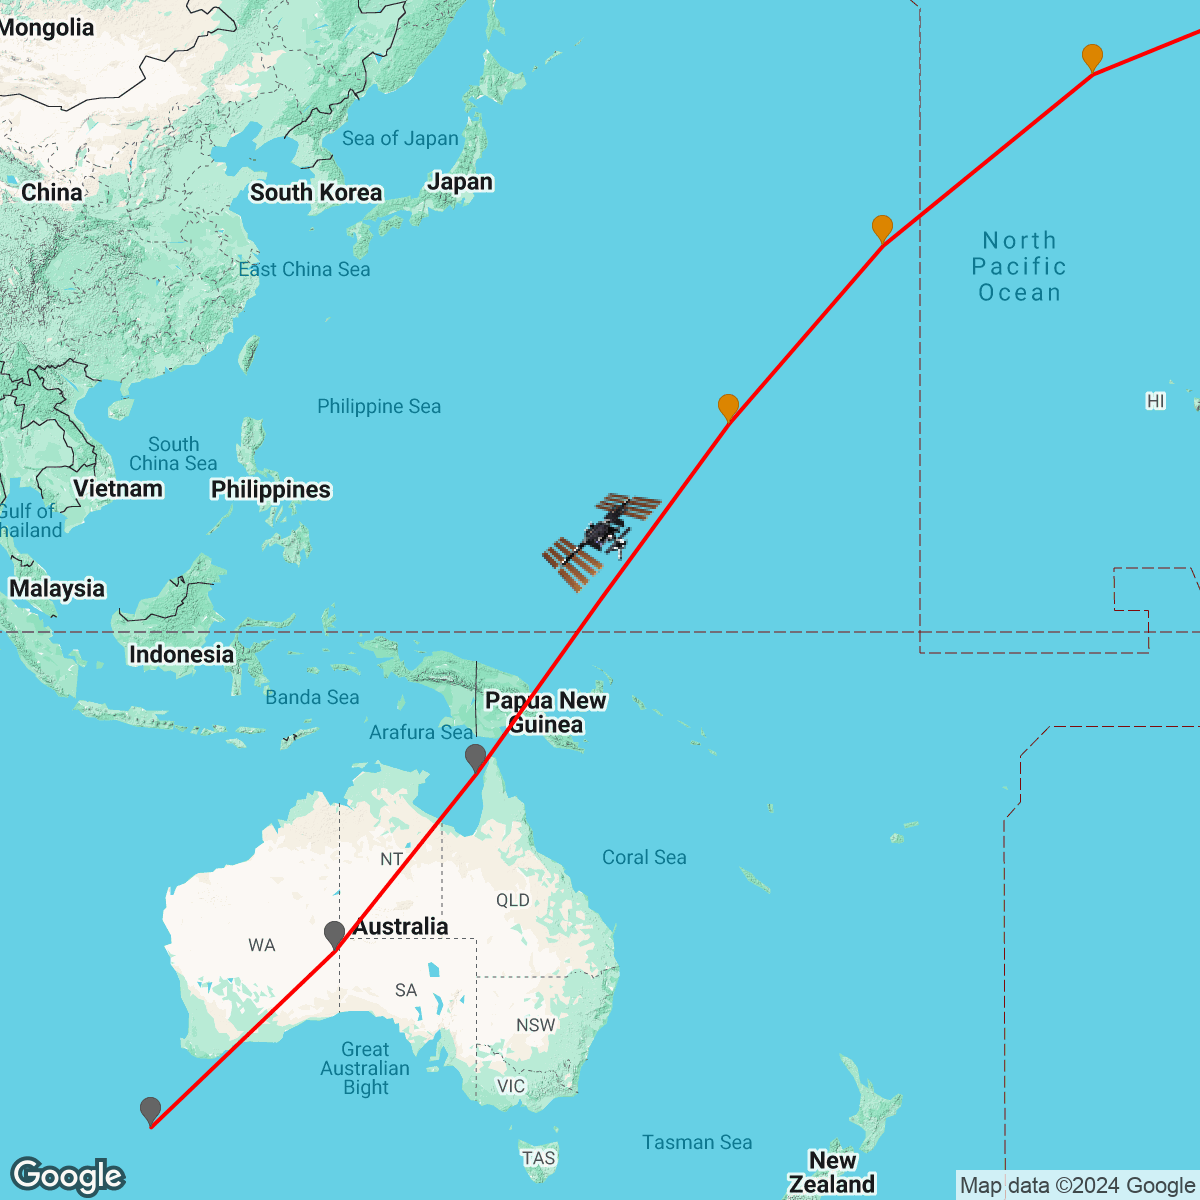 Mongolia
Sea of Japan
Japan
China
South Korea
North
Pacific
Ocean
East China Sea
HI
Philippine Sea
South
China Sea
Vietnam
Philippines
Gulf of
hailand
Malaysia
Indonesia
Banda Sea
Papua New
Guinea
Arafura Sea
NT
Coral Sea
QLD
Australia
WA
SA
NSW
Great
Australian
Bight
VIC
Tasman Sea
TAS
New
Zealand
Google
Map data ©2024 Google